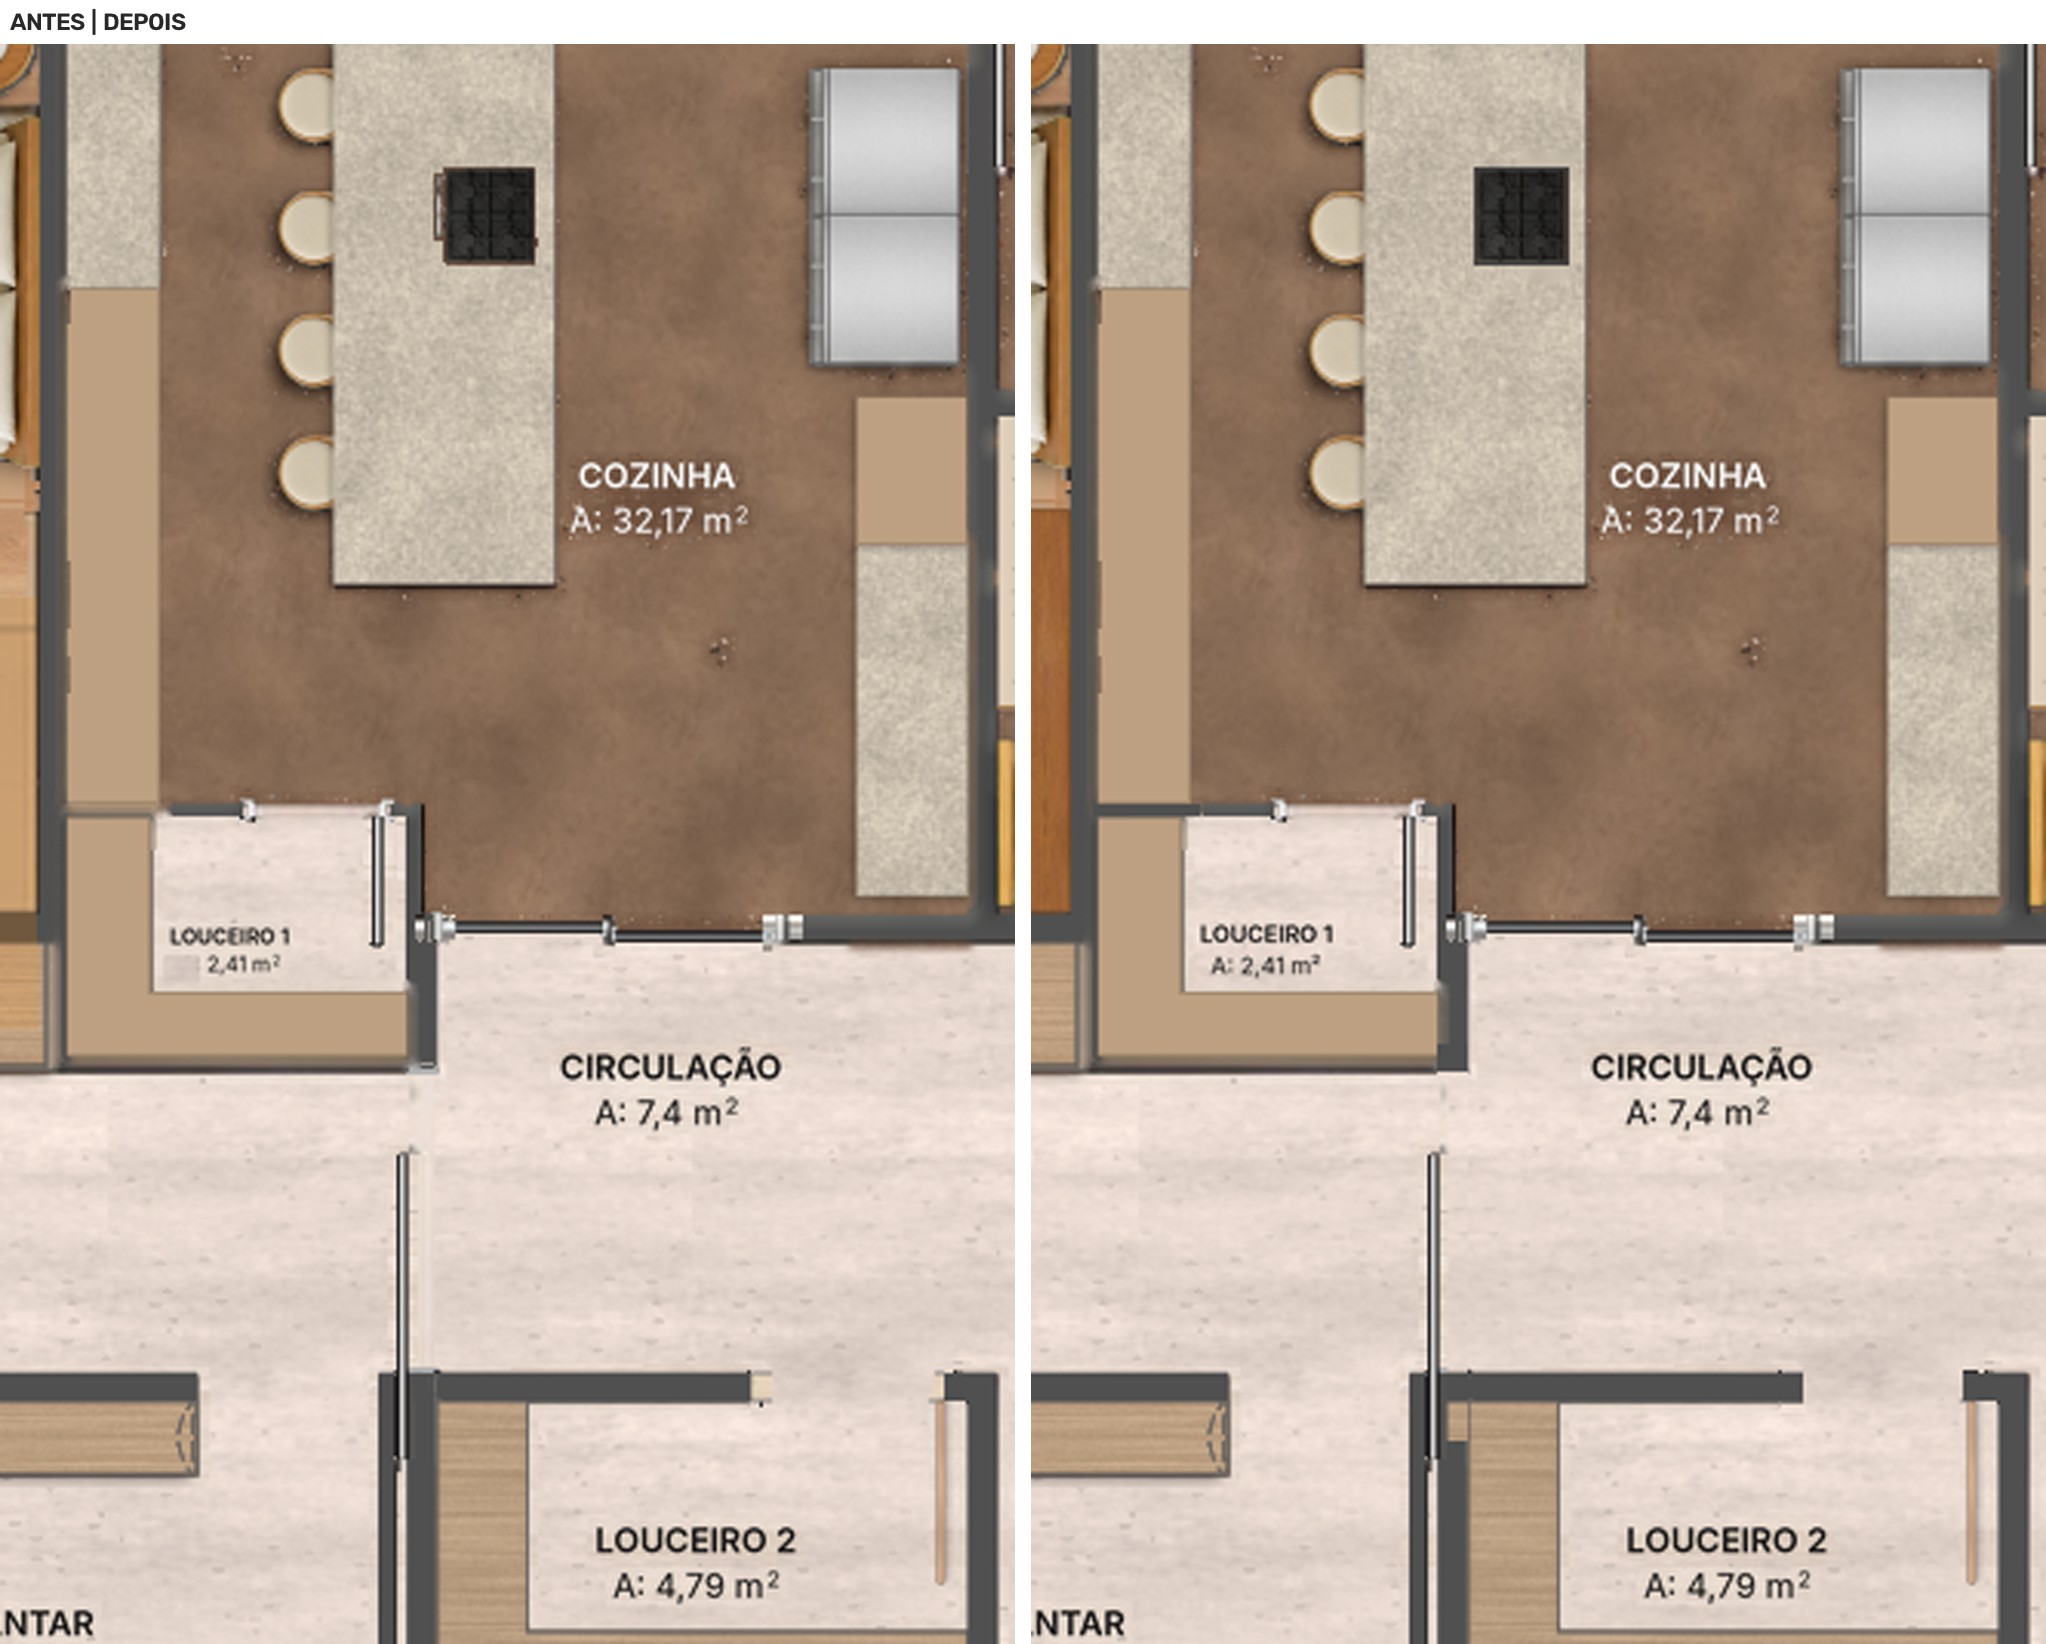 ANTES | DEPOIS
COZINHA
A: 32,17 m²
LOUCEIRO 1
2,41 m²
CIRCULAÇÃO
A: 7,4 m²
LOUCEIRO 2
A: 4,79 m²
NTAR
COZINHA
A: 32,17 m²
LOUCEIRO 1
A: 2,41 m²
CIRCULAÇÃO
A: 7,4 m²
LOUCEIRO 2
A: 4,79 m²
NTAR